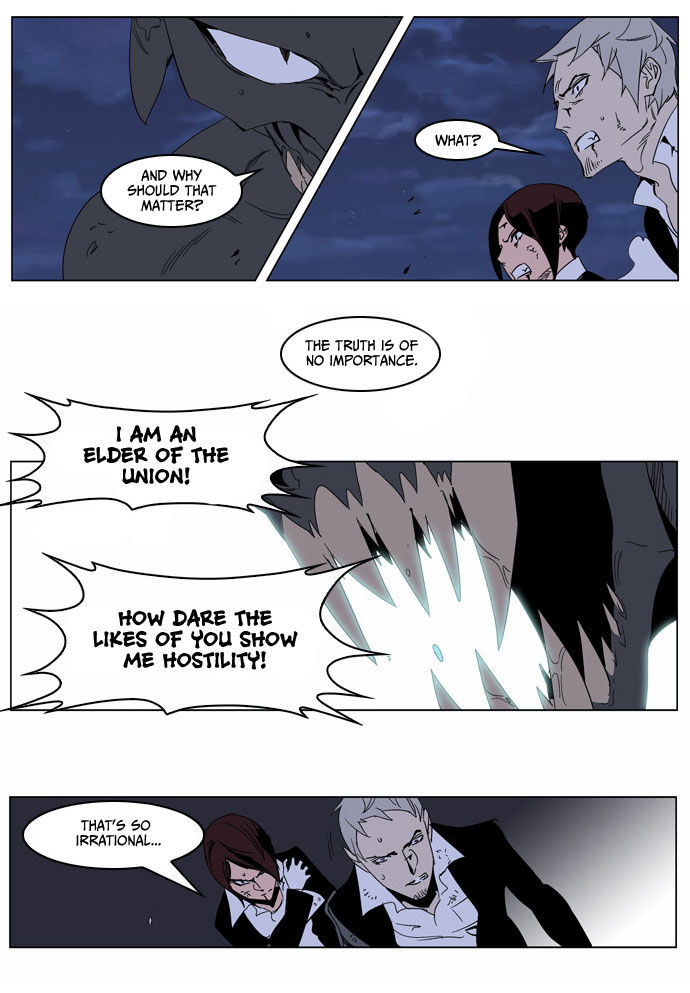 AND WHY
SHOULD THAT
MATTER?
WHAT?
THE TRUTH IS OF
NO IMPORTANCE.
I AM AN
ELDER OF THE
UNION!
HOW DARE THE
LIKES OF YOU SHOW
ME HOSTILITY!
THAT'S SO
IRRATIONAL...